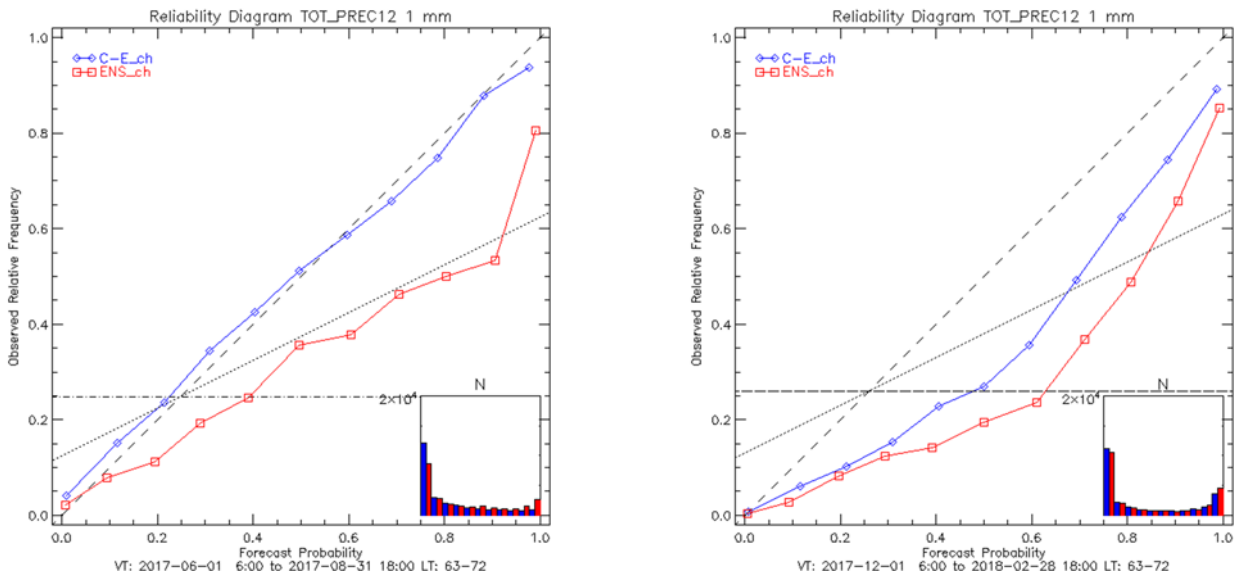 Reliability Diagram TOT_PREC12 1 mm
1.0
0.8
0.6
0.4
0.2
0.0
Observed Relative Frequency
C-E_ch
ENS_ch
N
2×10⁴
0.0 0.2 0.4 0.6 0.8 1.0
Forecast Probability
VT: 2017-06-01 6:00 to 2017-08-31 18:00 LT: 63-72
Reliability Diagram TOT_PREC12 1 mm
1.0
0.8
0.6
0.4
0.2
0.0
Observed Relative Frequency
C-E_ch
ENS_ch
N
2×10⁴
0.0 0.2 0.4 0.6 0.8 1.0
Forecast Probability
VT: 2017-12-01 6:00 to 2018-02-28 18:00 LT: 63-72